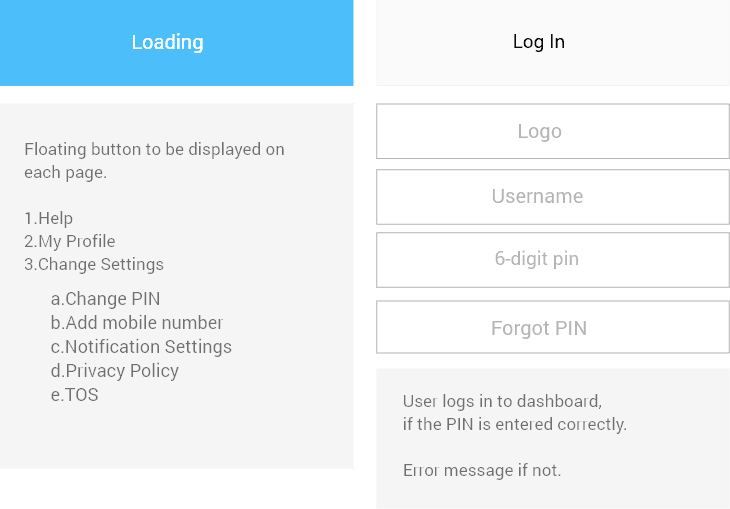 Loading
Floating button to be displayed on
each page.
1.Help
2.My Profile
3.Change Settings
a.Change PIN
b.Add mobile number
c.Notification Settings
d.Privacy Policy
e.TOS
Log In
Logo
Username
6-digit pin
Forgot PIN
User logs in to dashboard,
if the PIN is entered correctly.
Error message if not.